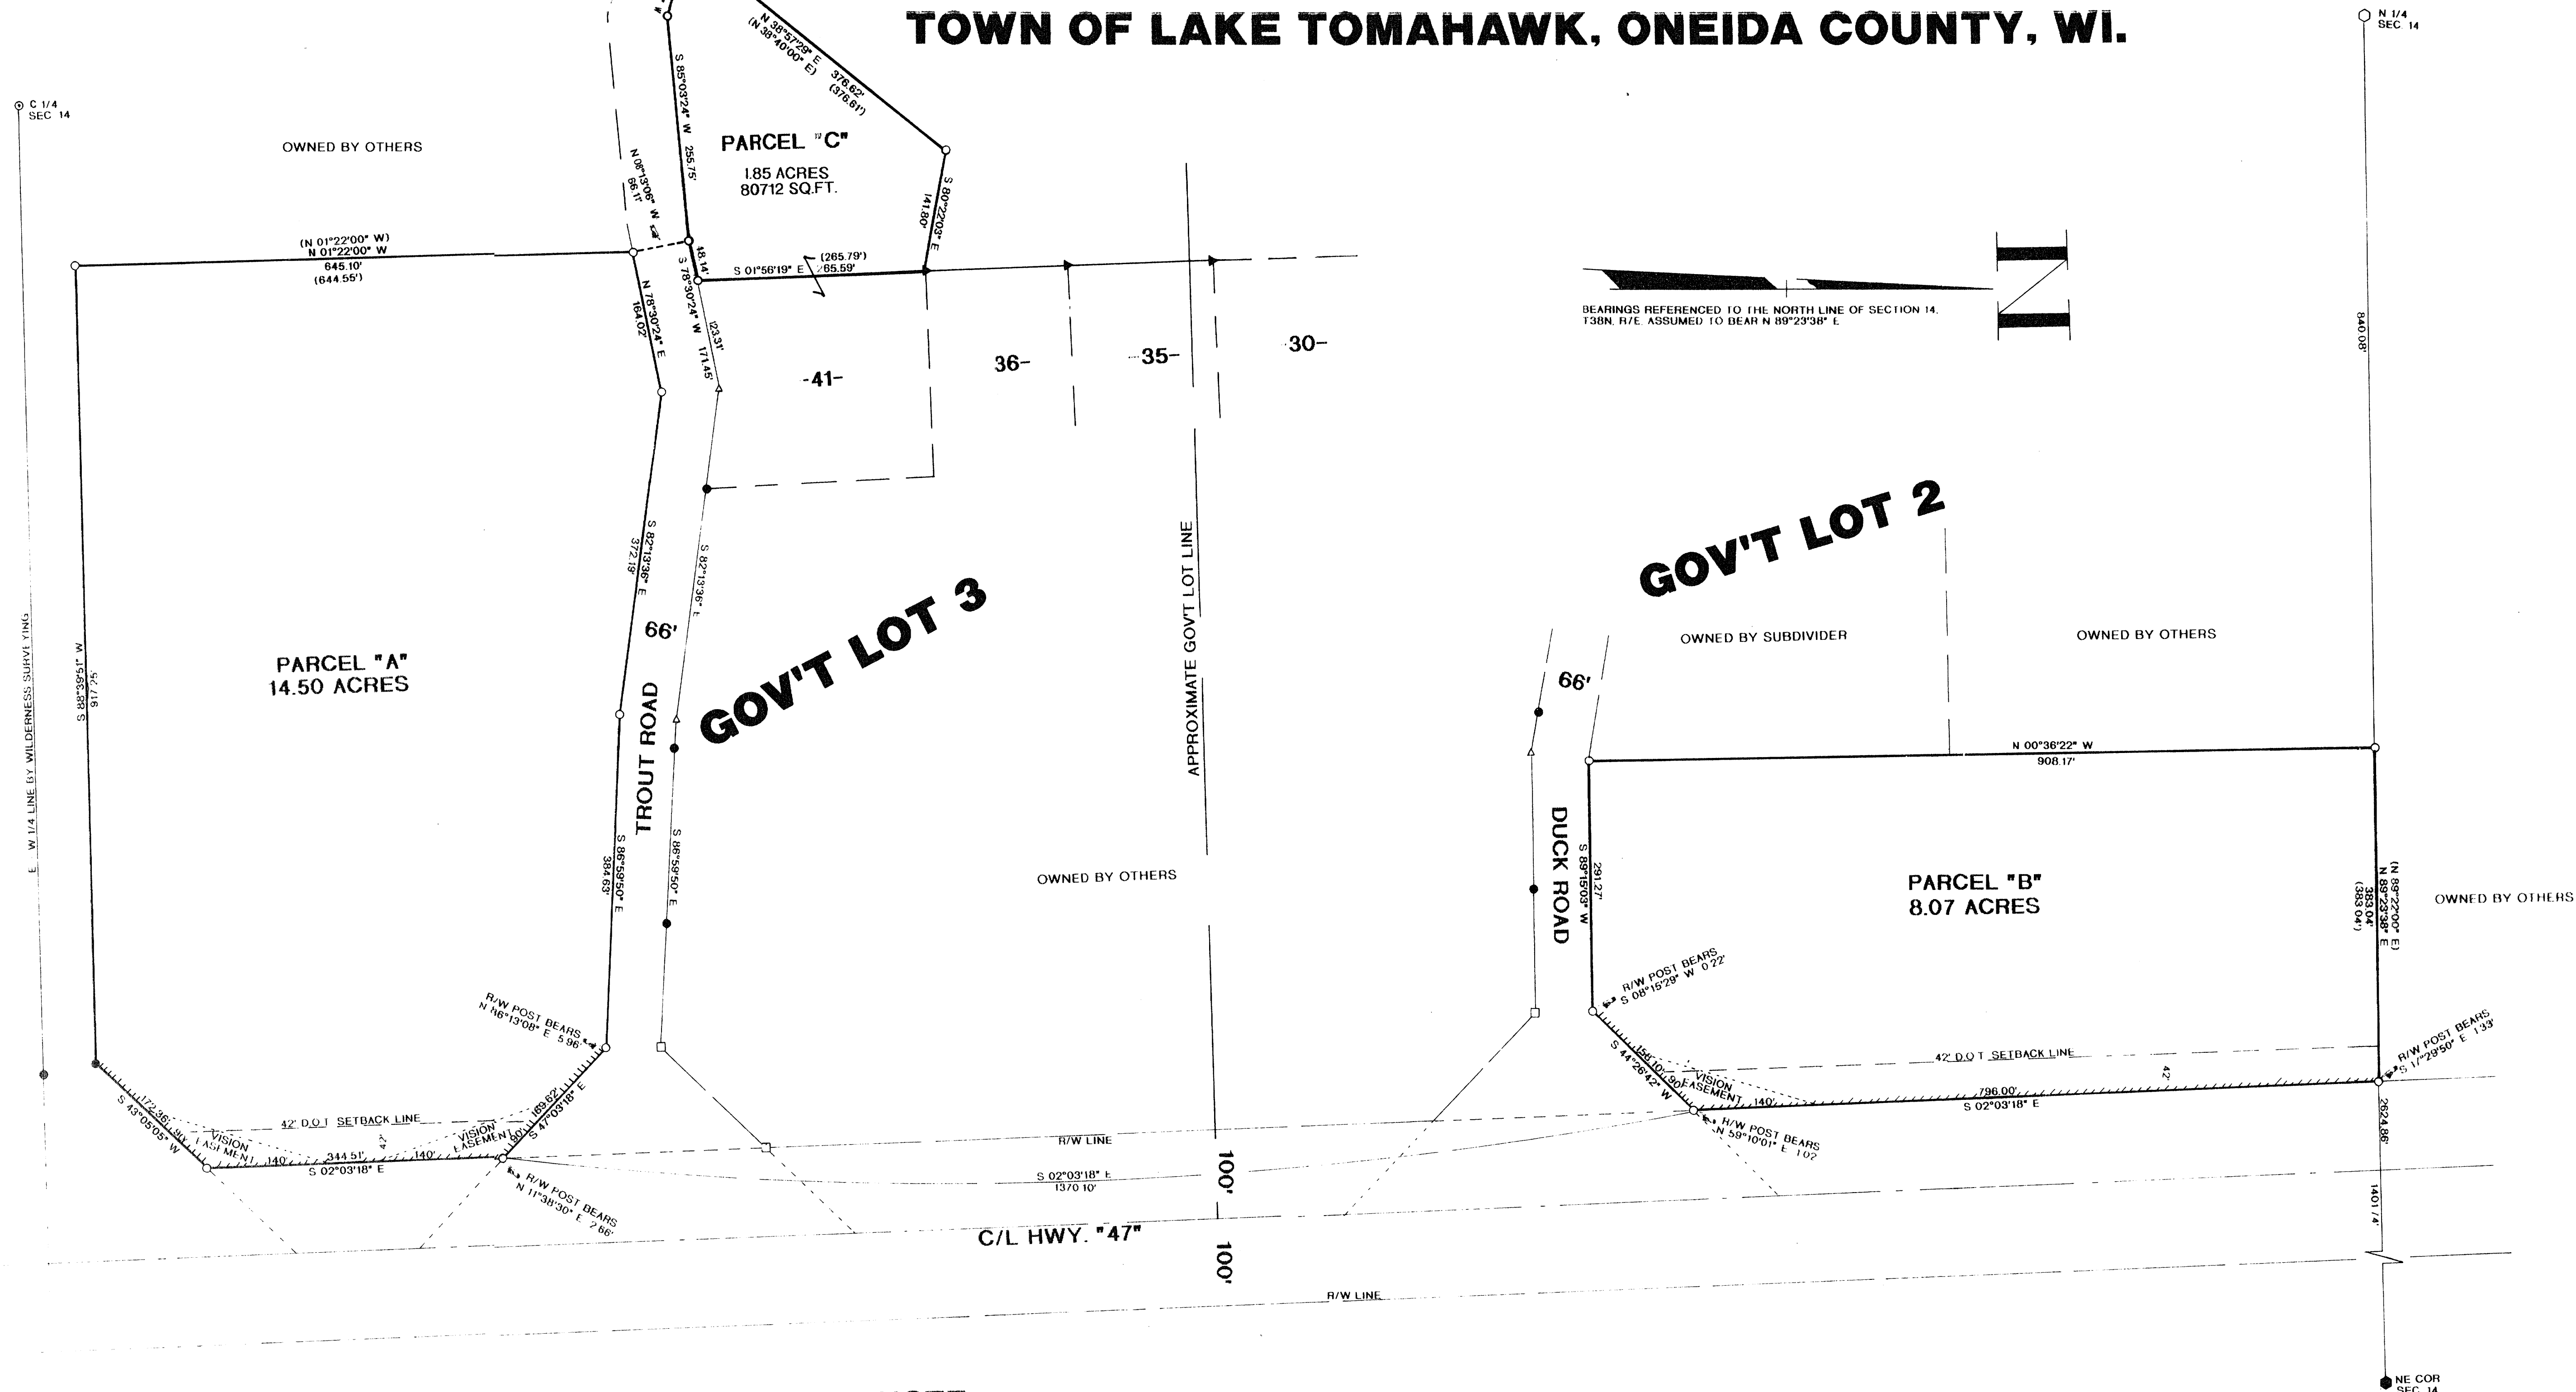 TOWN OF LAKE TOMAHAWK, ONEIDA COUNTY, WI.
N 1/4
SEC. 14
C 1/4
SEC 14
OWNED BY OTHERS
N 38°57'29" E 376.62'
(N 38°40'00" E) (376.61')
S 85°03'24" W 255.75'
PARCEL "C"
1.85 ACRES
80712 SQ.FT.
N 08°13'06" W
66.11'
S 80°22'03" E
141.80'
(N 01°22'00" W)
N 01°22'00" W
645.10'
(644.55')
48.14'
S 78°30'24" W 171.45'
123.31'
(265.79')
S 01°56'19" E 265.59'
N 78°30'24" E
164.02'
-41-
36-
-35-
-30-
N
BEARINGS REFERENCED TO THE NORTH LINE OF SECTION 14,
T38N, R7E, ASSUMED TO BEAR N 89°23'38" E
840.08'
GOV'T LOT 2
S 82°13'36" E
372.19'
S 82°13'36" E
66'
GOV'T LOT 3
APPROXIMATE GOV'T LOT LINE
OWNED BY SUBDIVIDER
OWNED BY OTHERS
66'
E W 1/4 LINE BY WILDERNESS SURVEYING
S 88°39'51" W
917.25'
PARCEL "A"
14.50 ACRES
TROUT ROAD
N 00°36'22" W
908.17'
S 86°59'50" E
384.63'
S 86°59'50" E
OWNED BY OTHERS
DUCK ROAD
291.27'
S 89°15'03" W
PARCEL "B"
8.07 ACRES
(N 89°22'00" E)
N 89°23'38" E
383.04'
(383.04')
OWNED BY OTHERS
R/W POST BEARS
N 86°13'08" E 5.96'
R/W POST BEARS
S 08°15'29" W 0.22'
R/W POST BEARS
S 17°29'50" E 1.33'
42' D.O.T. SETBACK LINE
42'
156.10'
90'
S 44°26'42" W
VISION
EASEMENT
140'
796.00'
S 02°03'18" E
172.36'
90'
S 43°05'05" W
42' D.O.T. SETBACK LINE
42'
VISION
EASEMENT
VISION
EASEMENT
169.62'
90'
S 47°03'18" E
140' 344.51' 140'
S 02°03'18" E
R/W LINE
R/W POST BEARS
N 59°10'01" E 1.02'
2624.86'
S 02°03'18" E
1370.10'
R/W POST BEARS
N 11°38'30" E 2.66'
100'
1401.74'
C/L HWY. "47"
100'
R/W LINE
NE COR
SEC. 14